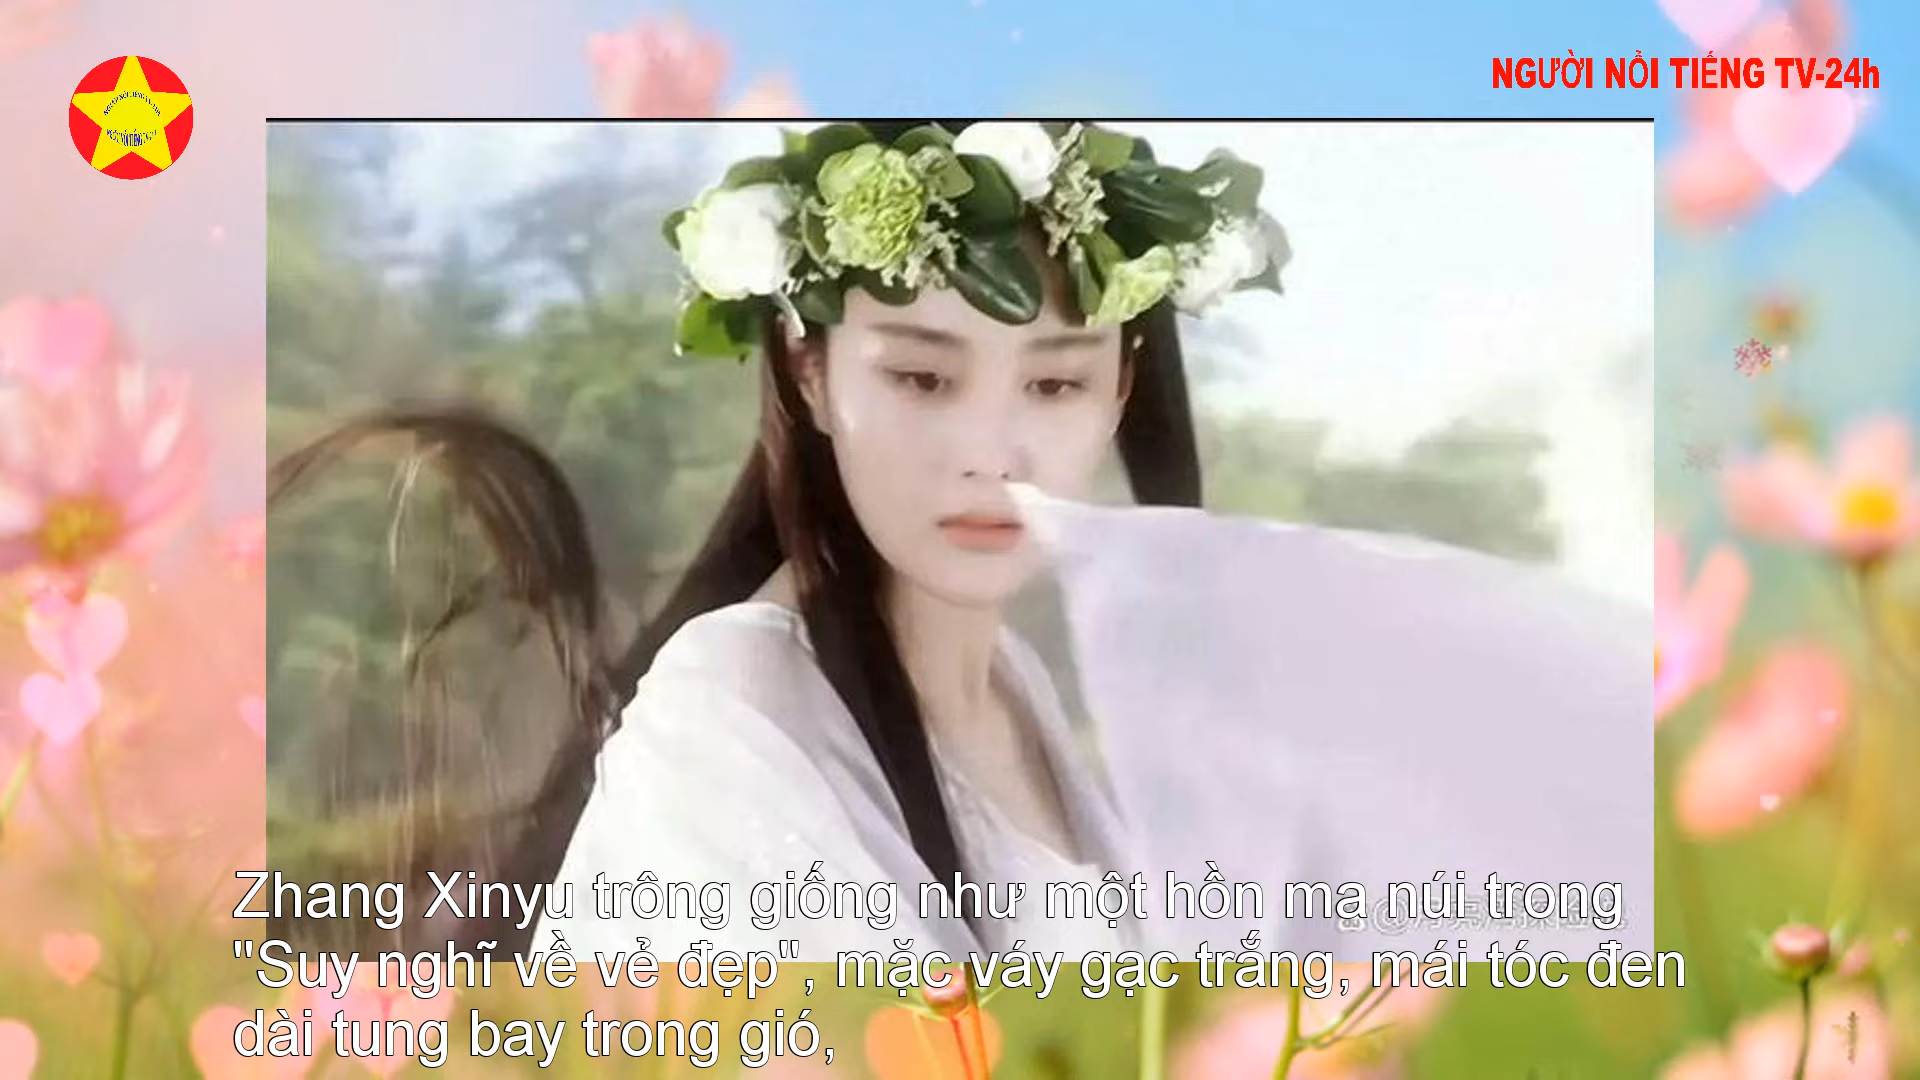 NGƯỜI NỔI TIẾNG TV-24h
Zhang Xinyu trông giống như một hồn ma núi trong
"Suy nghĩ về vẻ đẹp", mặc váy gạc trắng, mái tóc đen
dài tung bay trong gió,